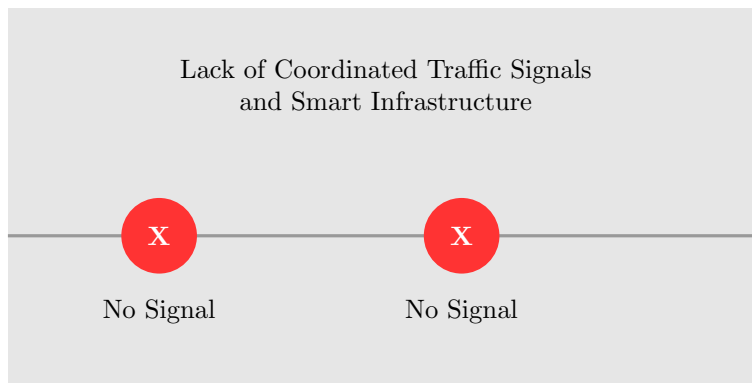 Lack of Coordinated Traffic Signals
and Smart Infrastructure
X X
No Signal No Signal